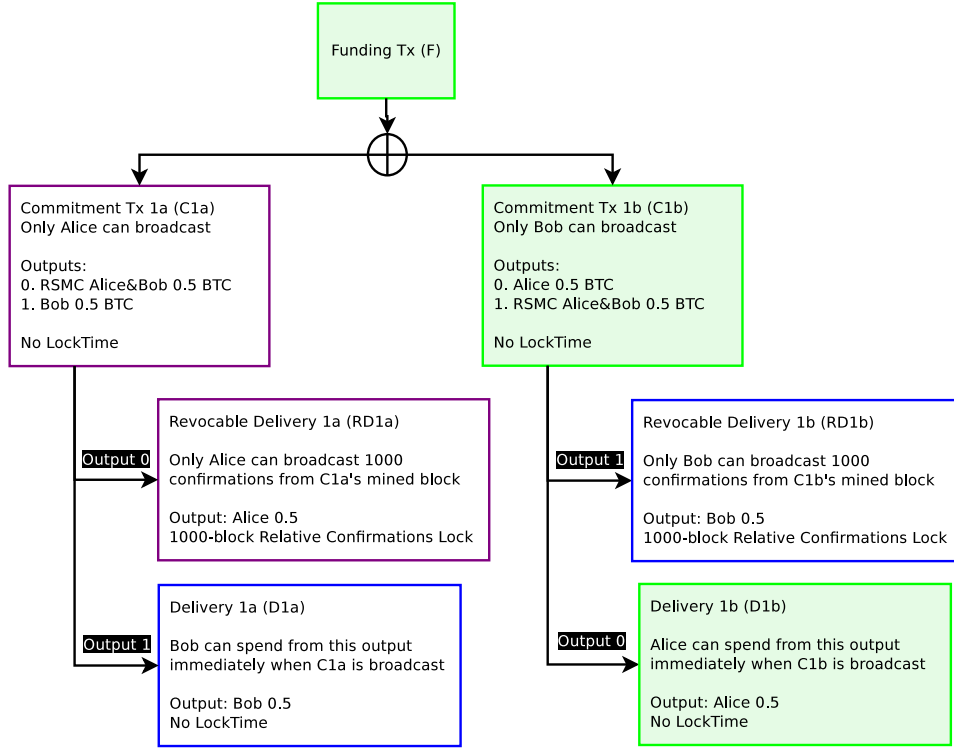 Funding Tx (F)
Commitment Tx 1a (C1a)
Only Alice can broadcast
Outputs:
0. RSMC Alice&Bob 0.5 BTC
1. Bob 0.5 BTC
No LockTime
Commitment Tx 1b (C1b)
Only Bob can broadcast
Outputs:
0. Alice 0.5 BTC
1. RSMC Alice&Bob 0.5 BTC
No LockTime
Output 0
Revocable Delivery 1a (RD1a)
Only Alice can broadcast 1000
confirmations from C1a's mined block
Output: Alice 0.5
1000-block Relative Confirmations Lock
Output 1
Revocable Delivery 1b (RD1b)
Only Bob can broadcast 1000
confirmations from C1b's mined block
Output: Bob 0.5
1000-block Relative Confirmations Lock
Output 1
Delivery 1a (D1a)
Bob can spend from this output
immediately when C1a is broadcast
Output: Bob 0.5
No LockTime
Output 0
Delivery 1b (D1b)
Alice can spend from this output
immediately when C1b is broadcast
Output: Alice 0.5
No LockTime